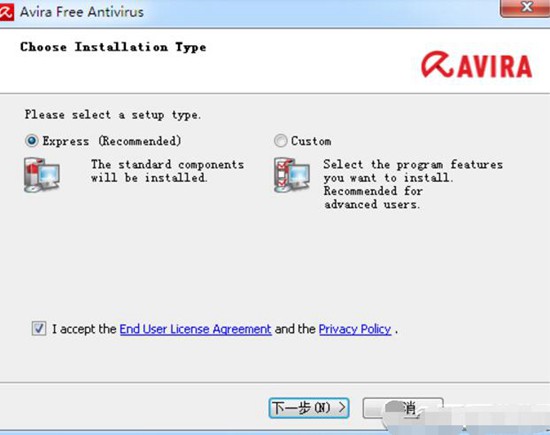 Avira Free Antivirus
Choose Installation Type
AVIRA
Please select a setup type.
Express (Recommended)
The standard components
will be installed.
Custom
Select the program features
you want to install.
Recommended for
advanced users.
I accept the End User License Agreement and the Privacy Policy .
下一步(N) >
消